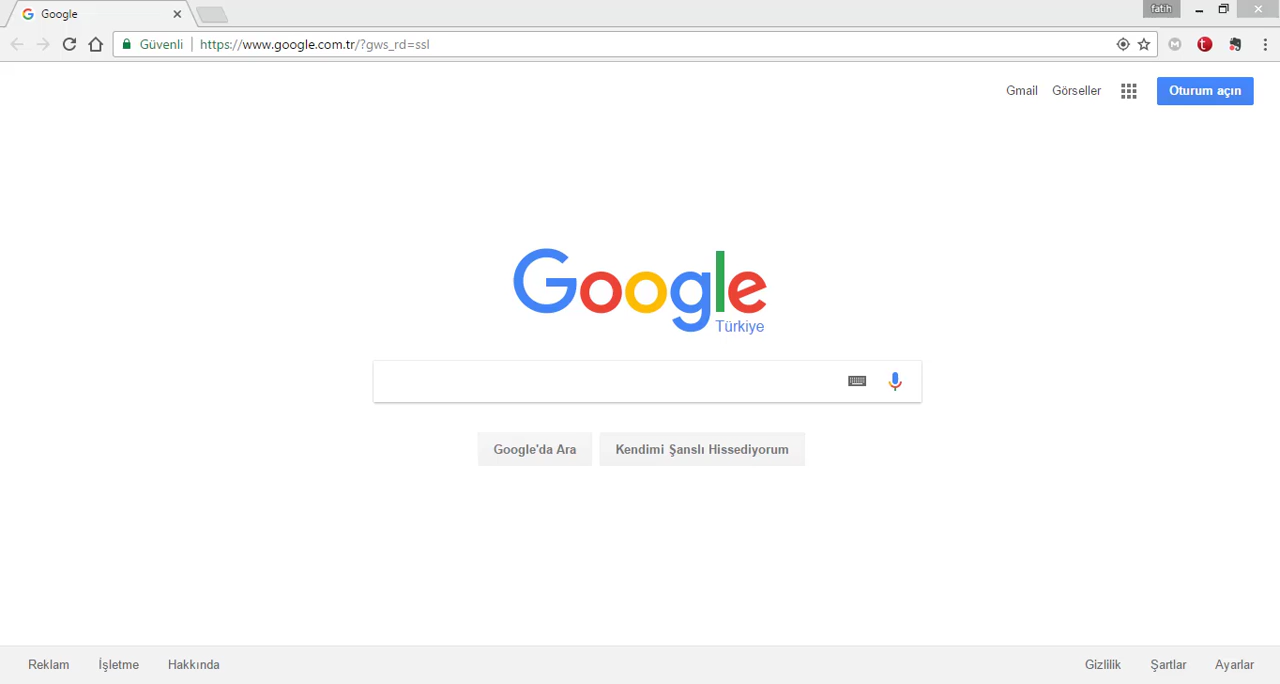 Google
fatih
Güvenli
https://www.google.com.tr/?gws_rd=ssl
Gmail
Görseller
Oturum açın
Google
Türkiye
Google'da Ara
Kendimi Şanslı Hissediyorum
Reklam
İşletme
Hakkında
Gizlilik
Şartlar
Ayarlar